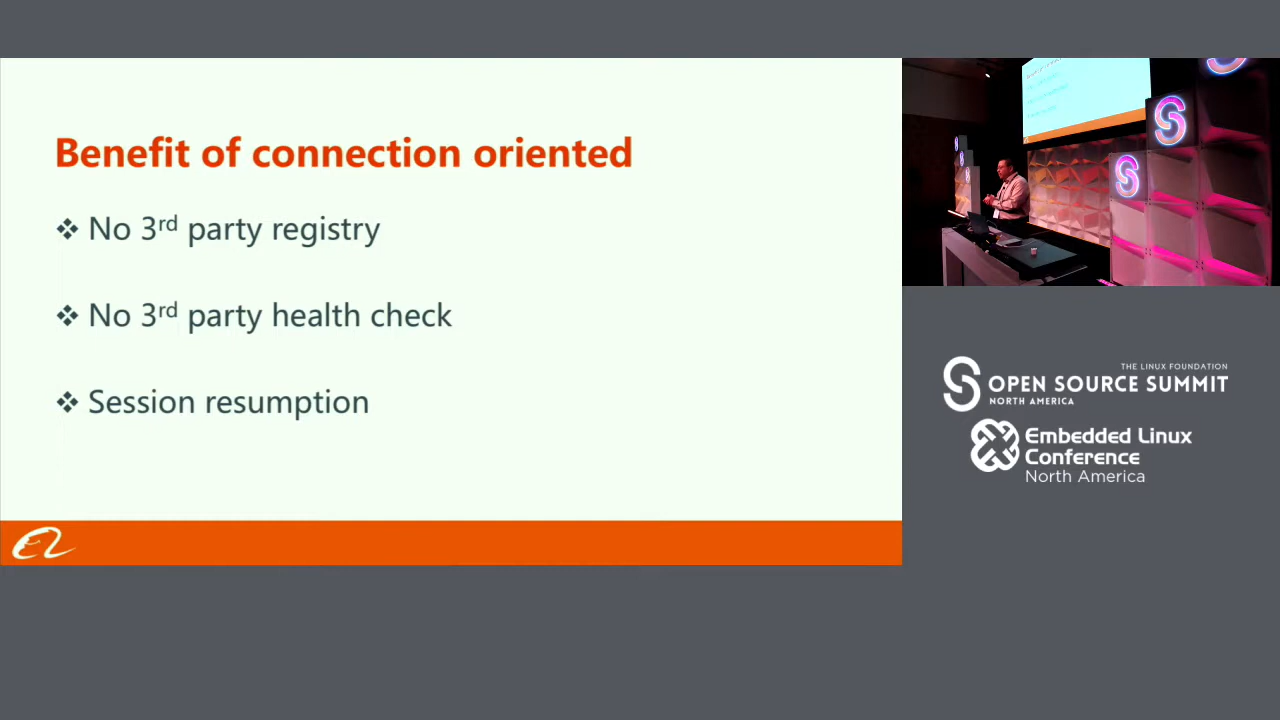 Benefit of connection oriented
❖ No 3rd party registry
❖ No 3rd party health check
❖ Session resumption
THE LINUX FOUNDATION
OPEN SOURCE SUMMIT
NORTH AMERICA
Embedded Linux
Conference
North America